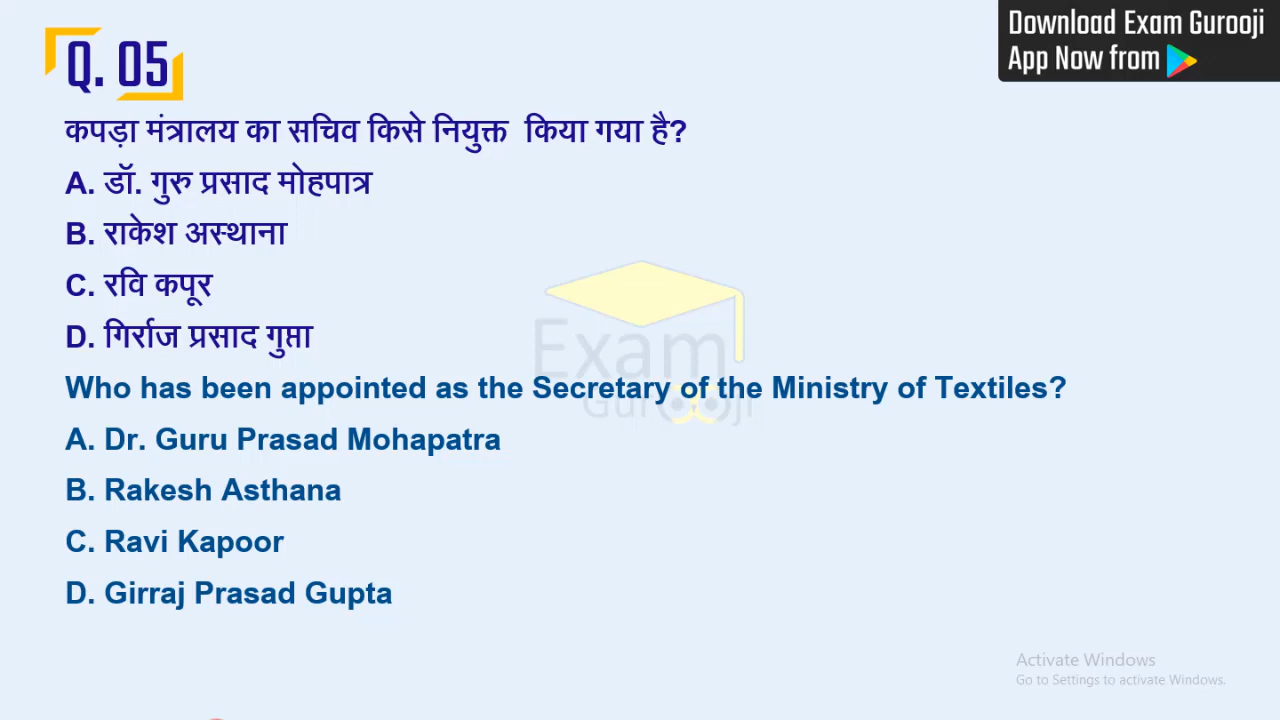 Download Exam Gurooji
App Now from
Q. 05
कपड़ा मंत्रालय का सचिव किसे नियुक्त किया गया है?
A. डॉ. गुरु प्रसाद मोहपात्र
B. राकेश अस्थाना
C. रवि कपूर
D. गिर्राज प्रसाद गुप्ता
Exam
Gurooji
Who has been appointed as the Secretary of the Ministry of Textiles?
A. Dr. Guru Prasad Mohapatra
B. Rakesh Asthana
C. Ravi Kapoor
D. Girraj Prasad Gupta
Activate Windows
Go to Settings to activate Windows.